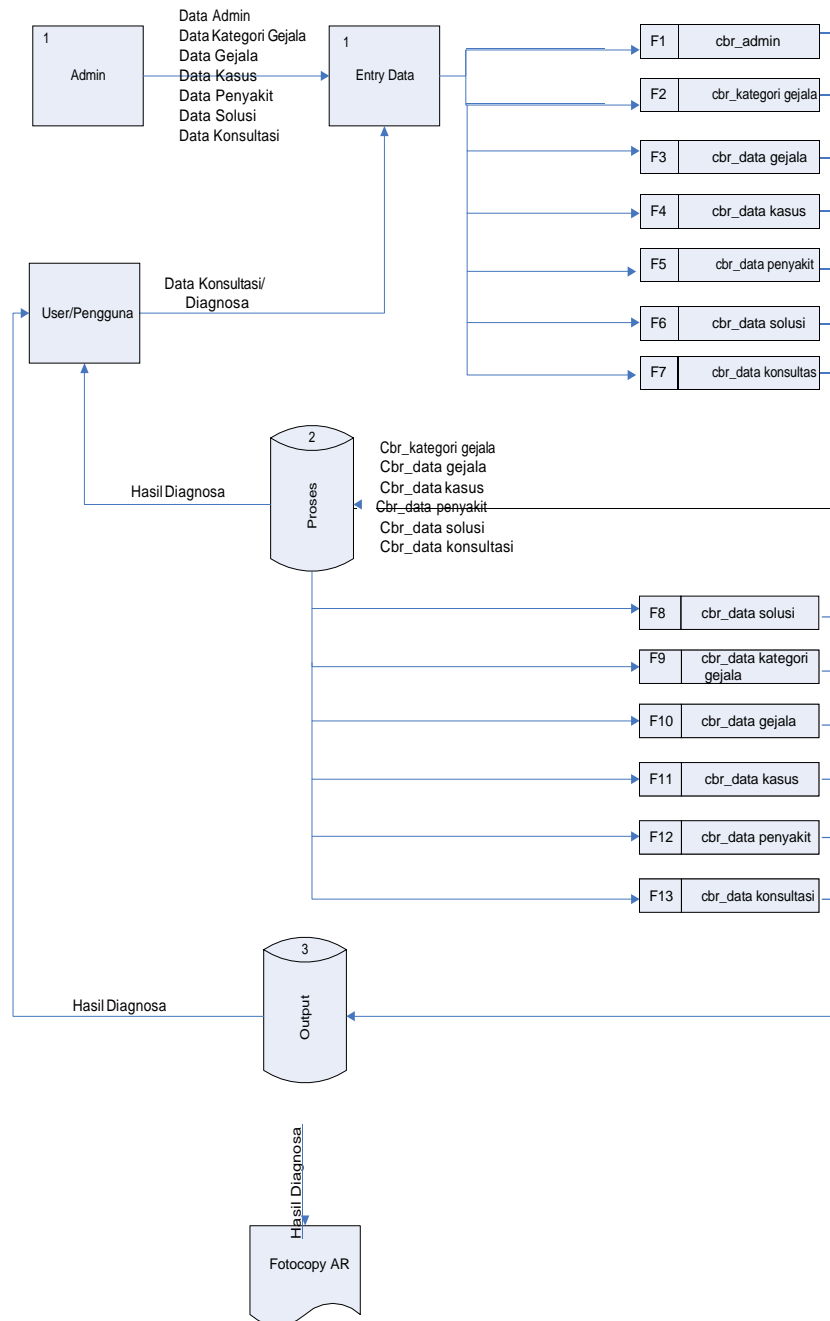 1
Admin
Data Admin
Data Kategori Gejala
Data Gejala
Data Kasus
Data Penyakit
Data Solusi
Data Konsultasi
1
Entry Data
F1 cbr_admin
F2 cbr_kategori gejala
F3 cbr_data gejala
F4 cbr_data kasus
F5 cbr_data penyakit
F6 cbr_data solusi
F7 cbr_data konsultas
User/Pengguna
Data Konsultasi/
Diagnosa
2
Proses
Hasil Diagnosa
Cbr_kategori gejala
Cbr_data gejala
Cbr_data kasus
Cbr_data penyakit
Cbr_data solusi
Cbr_data konsultasi
F8 cbr_data solusi
F9 cbr_data kategori
gejala
F10 cbr_data gejala
F11 cbr_data kasus
F12 cbr_data penyakit
F13 cbr_data konsultasi
3
Output
Hasil Diagnosa
Hasil Diagnosa
Fotocopy AR